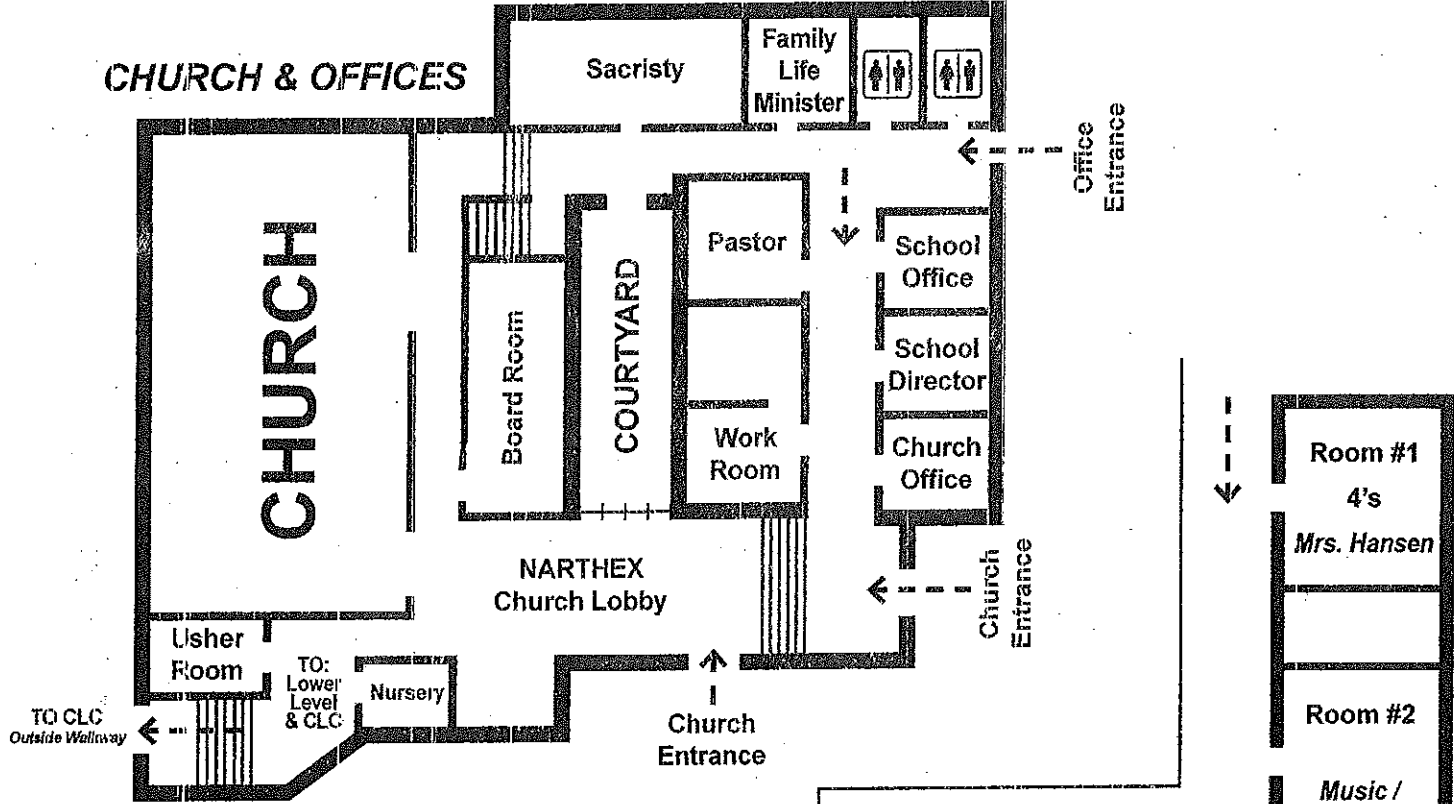 CHURCH & OFFICES
Sacristy
Family
Life
Minister
Office
Entrance
CHURCH
Board Room
COURTYARD
Pastor
School
Office
School
Director
Work
Room
Church
Office
NARTHEX
Church Lobby
Church
Entrance
Usher
Room
TO:
Lower
Level
& CLC
Nursery
TO CLC
Outside Walkway
Church
Entrance
Room #1
4's
Mrs. Hansen
Room #2
Music /